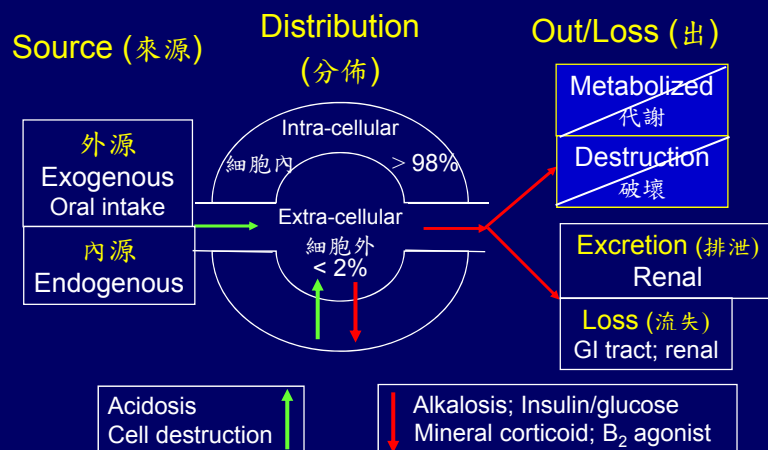 Source (來源)
Distribution
(分佈)
Out/Loss (出)
外源
Exogenous
Oral intake
內源
Endogenous
Intra-cellular
細胞內
> 98%
Extra-cellular
細胞外
< 2%
Metabolized
代謝
Destruction
破壞
Excretion (排泄)
Renal
Loss (流失)
GI tract; renal
Acidosis
Cell destruction
Alkalosis; Insulin/glucose
Mineral corticoid; B₂ agonist